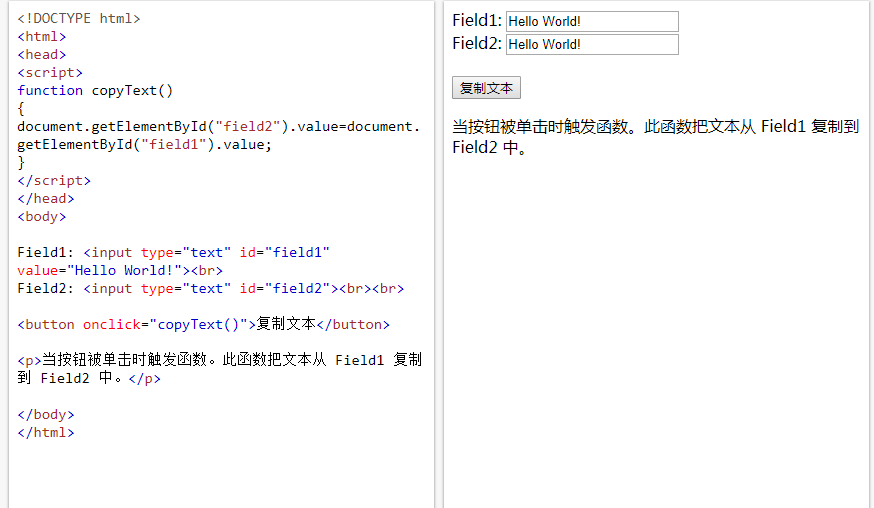 <!DOCTYPE html>
<html>
<head>
<script>
function copyText()
{
document.getElementById("field2").value=document.
getElementById("field1").value;
}
</script>
</head>
<body>
Field1: <input type="text" id="field1"
value="Hello World!"><br>
Field2: <input type="text" id="field2"><br><br>
<button onclick="copyText()">复制文本</button>
<p>当按钮被单击时触发函数。此函数把文本从 Field1 复制
到 Field2 中。</p>
</body>
</html>
Field1: Hello World!
Field2: Hello World!
复制文本
当按钮被单击时触发函数。此函数把文本从 Field1 复制到
Field2 中。